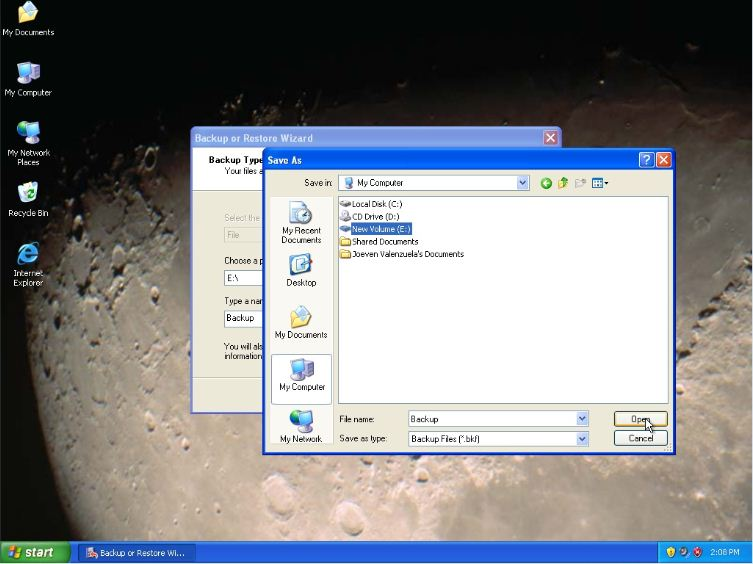 My Documents
My Computer
My Network
Places
Recycle Bin
Internet
Explorer
Backup or Restore Wizard
Backup Type
Your files a
Select the
File
Choose a p
E:\
Type a nam
Backup
You will als
information
Save As
Save in:
My Computer
My Recent
Documents
Desktop
My Documents
My Computer
My Network
Local Disk (C:)
CD Drive (D:)
New Volume (E:)
Shared Documents
Joeven Valenzuela's Documents
File name:
Backup
Open
Save as type:
Backup Files (*.bkf)
Cancel
start
Backup or Restore Wi...
2:08 PM